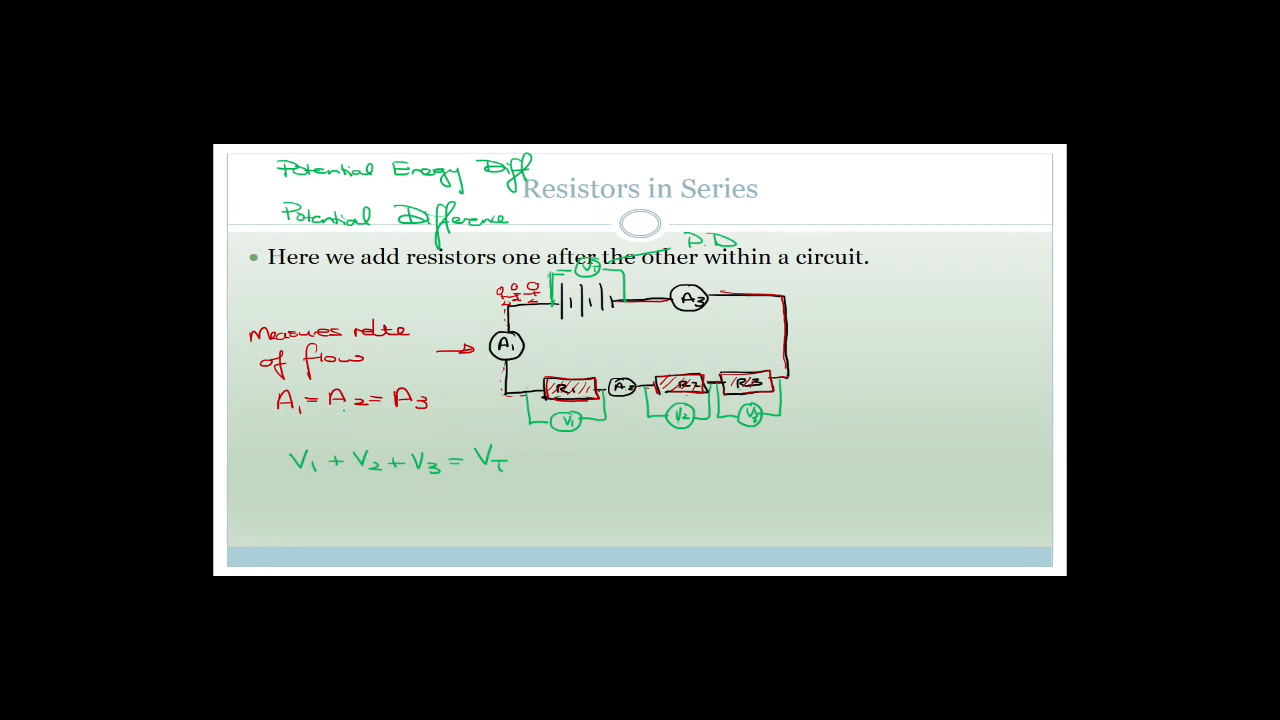 Potential Energy Diff
Resistors in Series
Potential Difference
P.D
• Here we add resistors one after the other within a circuit.
VT
A3
Measures rate
of flow
A1
R1 A2 R2 R3
A1 = A2 = A3
V1 V2 V3
V1 + V2 + V3 = VT